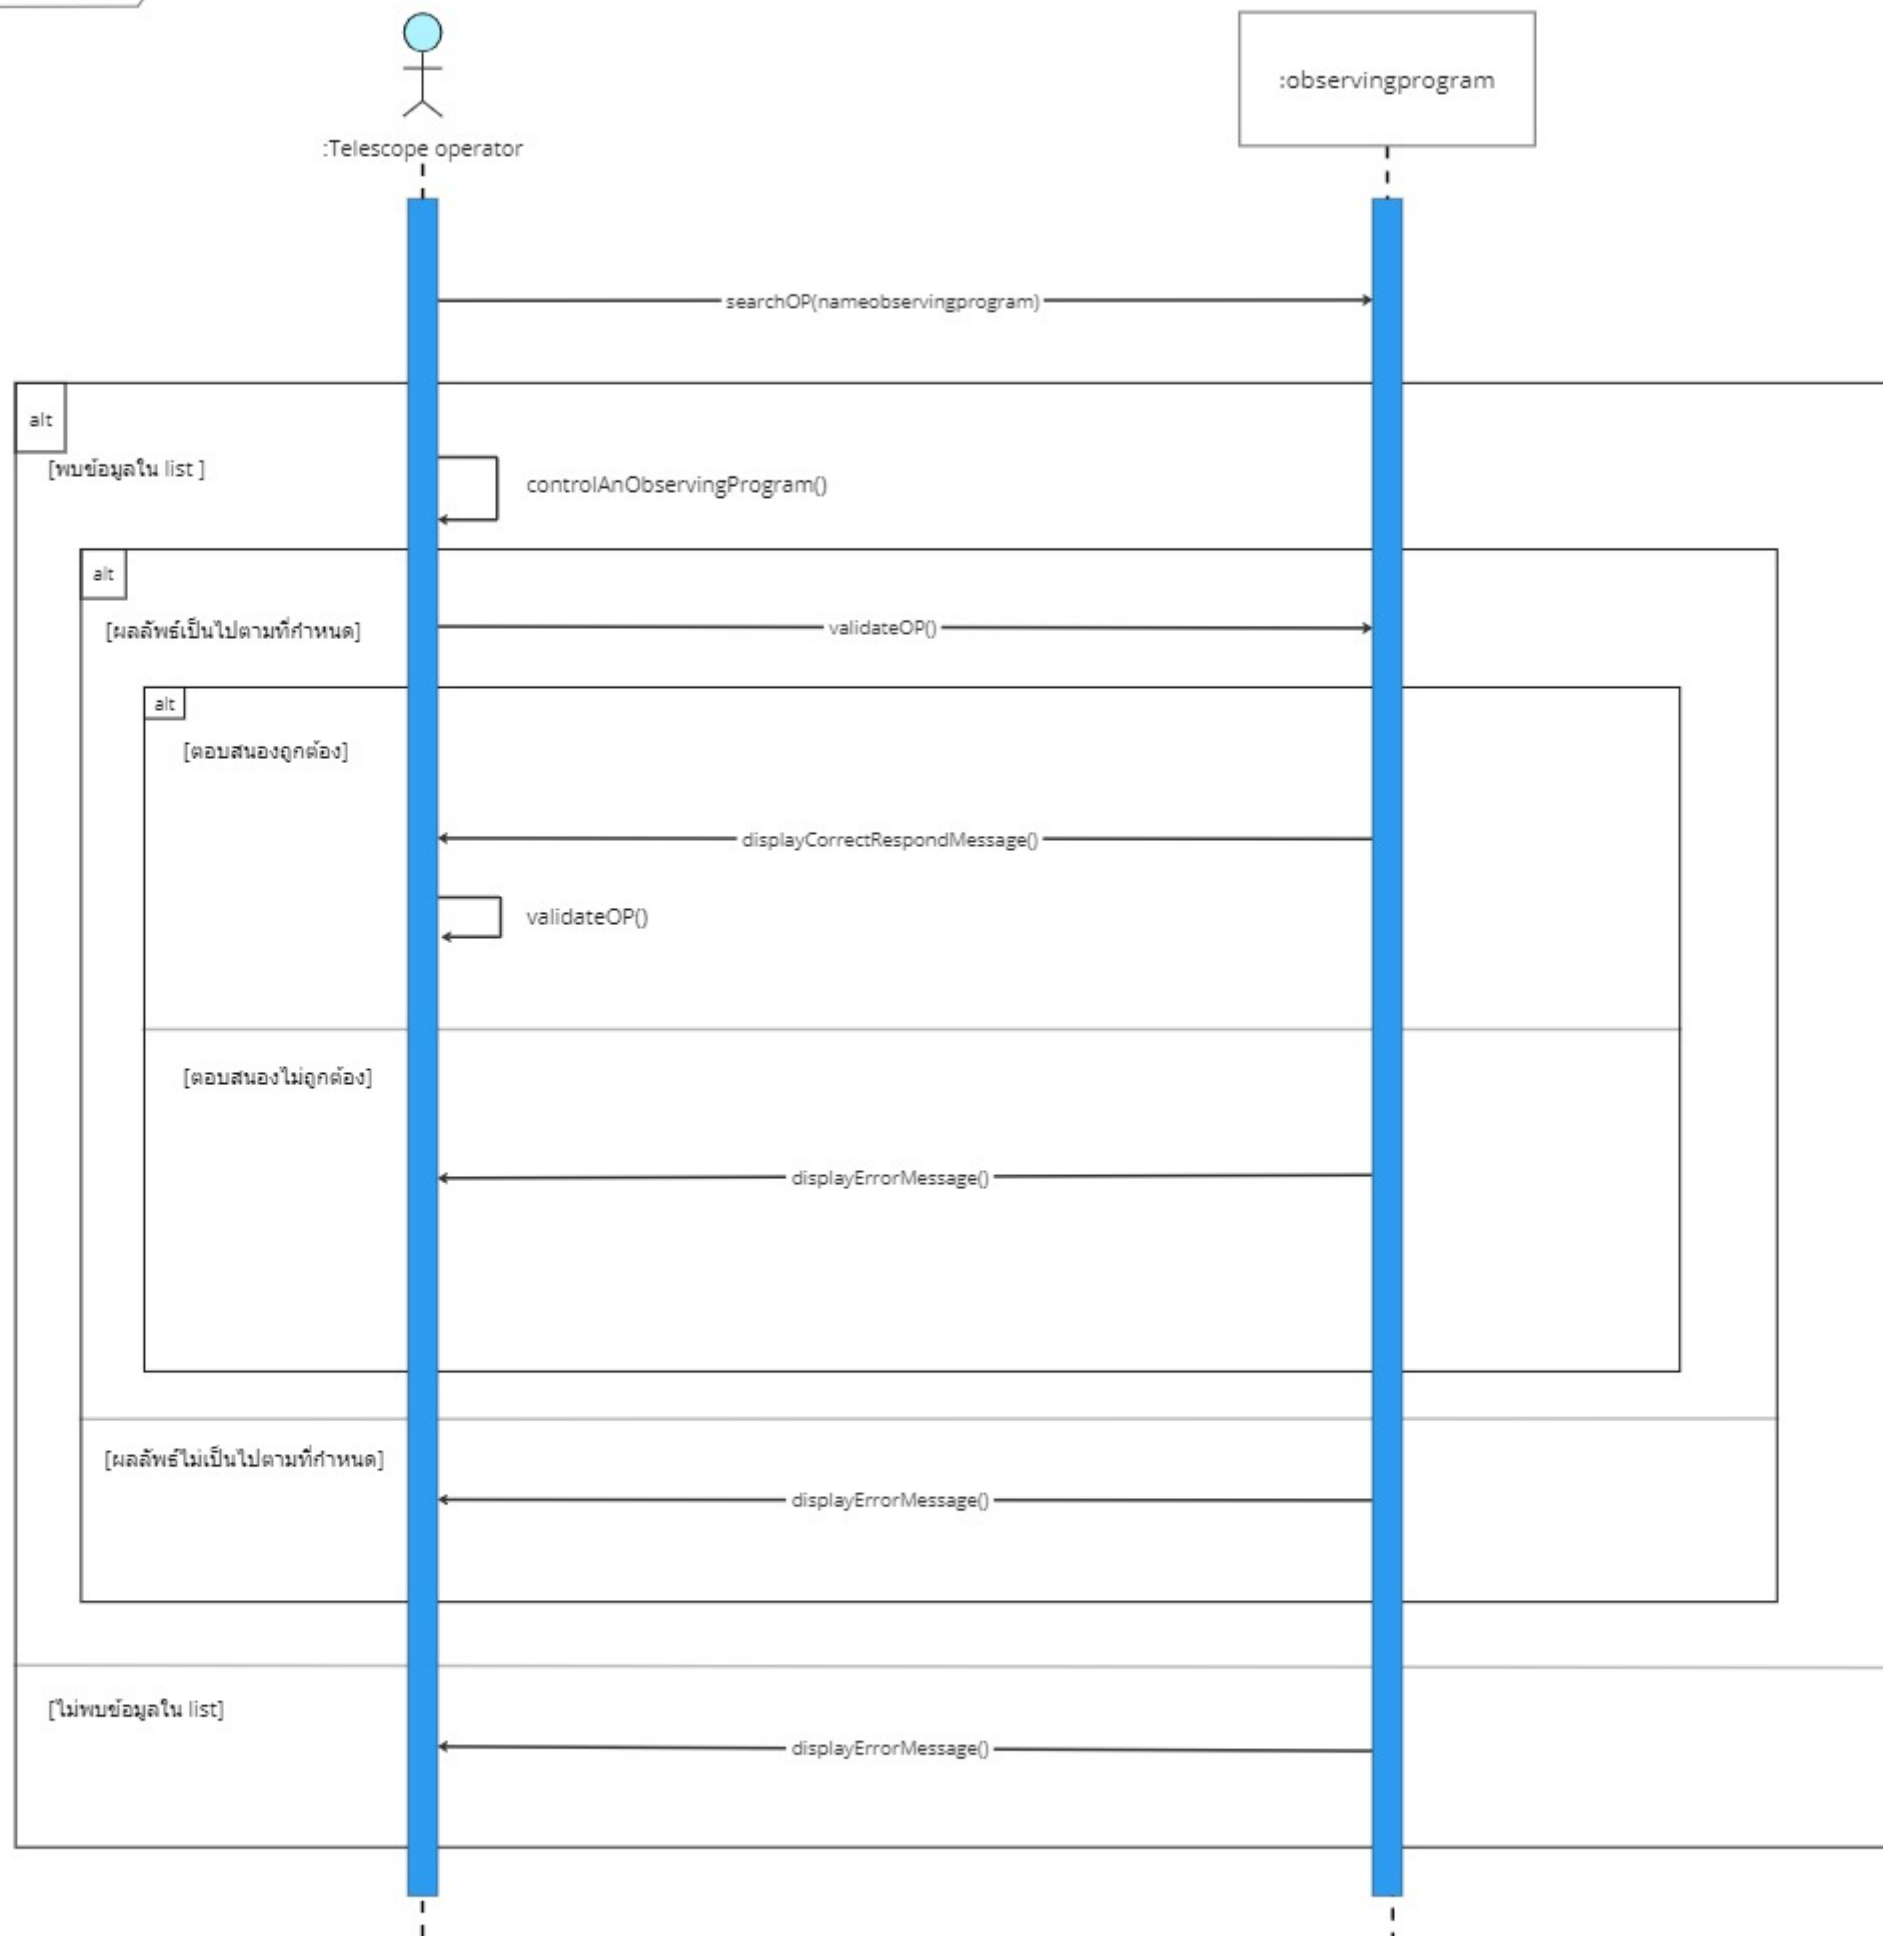 :Telescope operator
:observingprogram
searchOP(nameobservingprogram)
alt
[พบข้อมูลใน list ]
controlAnObservingProgram()
alt
[ผลลัพธ์เป็นไปตามที่กำหนด]
validateOP()
alt
[ตอบสนองถูกต้อง]
displayCorrectRespondMessage()
validateOP()
[ตอบสนองไม่ถูกต้อง]
displayErrorMessage()
[ผลลัพธ์ไม่เป็นไปตามที่กำหนด]
displayErrorMessage()
[ไม่พบข้อมูลใน list]
displayErrorMessage()